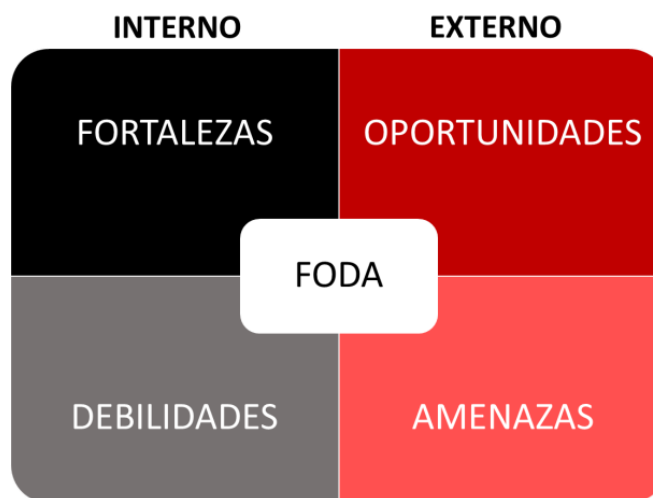 INTERNO EXTERNO
FORTALEZAS OPORTUNIDADES
FODA
DEBILIDADES AMENAZAS